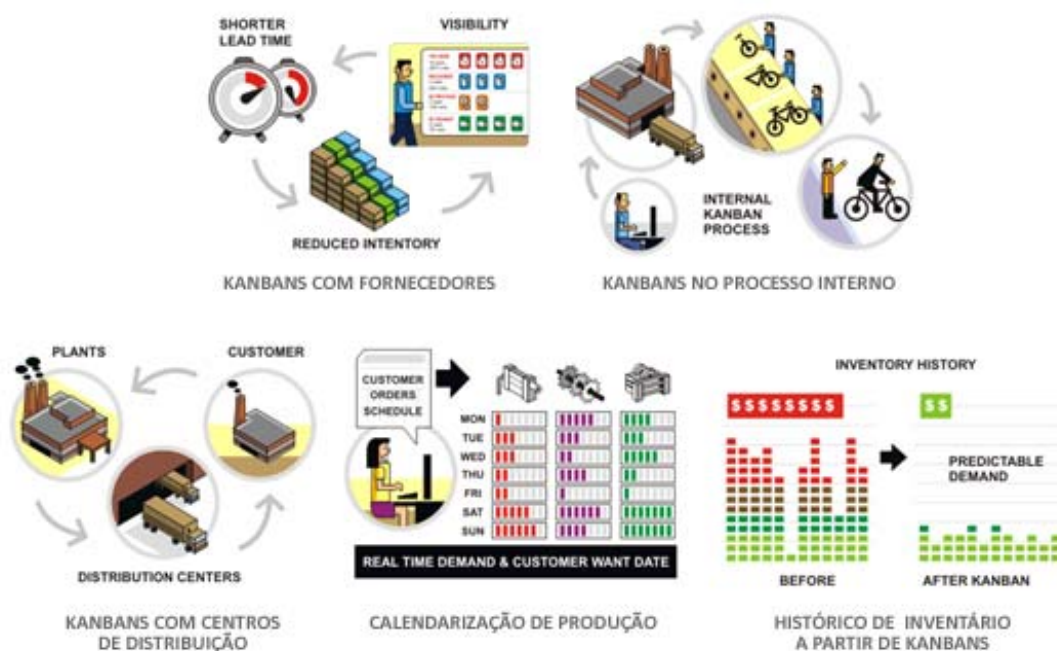 SHORTER
LEAD TIME
VISIBILITY
REDUCED INTENTORY
KANBANS COM FORNECEDORES
INTERNAL
KANBAN
PROCESS
KANBANS NO PROCESSO INTERNO
PLANTS
CUSTOMER
DISTRIBUTION CENTERS
KANBANS COM CENTROS
DE DISTRIBUIÇÃO
CUSTOMER
ORDERS
SCHEDULE
MON
TUE
WED
THU
FRI
SAT
SUN
REAL TIME DEMAND & CUSTOMER WANT DATE
CALENDARIZAÇÃO DE PRODUÇÃO
INVENTORY HISTORY
$ $ $ $ $ $ $ $
$ $
PREDICTABLE
DEMAND
BEFORE
AFTER KANBAN
HISTÓRICO DE INVENTÁRIO
A PARTIR DE KANBANS